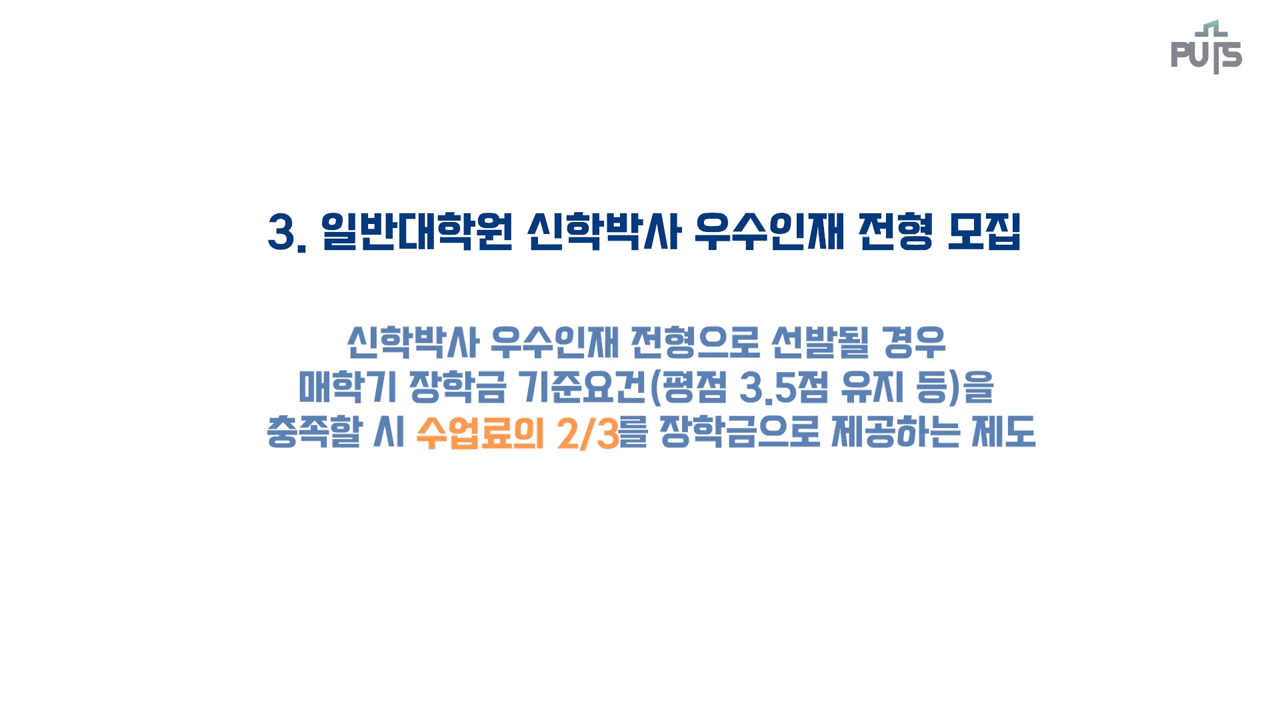 PUTS
3. 일반대학원 신학박사 우수인재 전형 모집
신학박사 우수인재 전형으로 선발될 경우
매학기 장학금 기준요건(평점 3.5점 유지 등)을
충족할 시 수업료의 2/3를 장학금으로 제공하는 제도